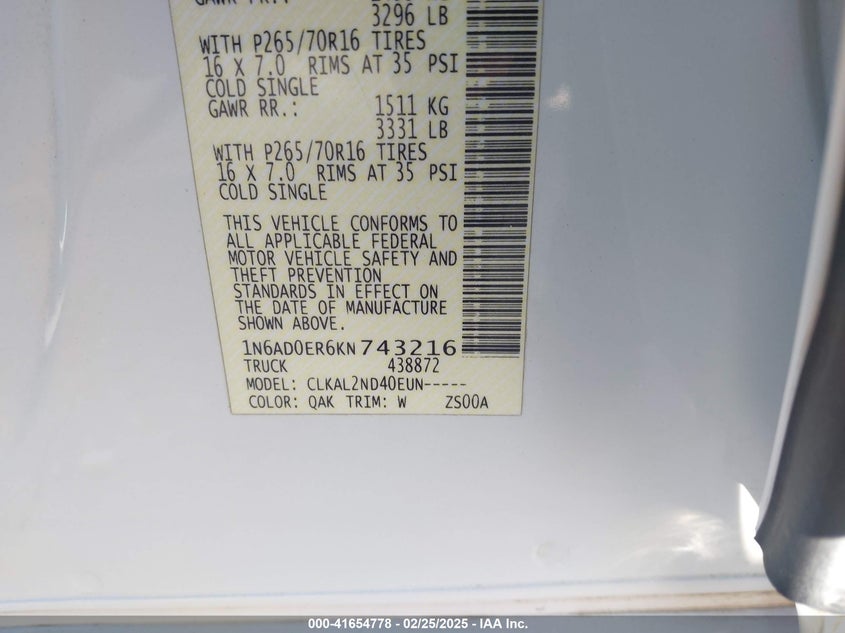 GAWR FR.:
3296 LB
WITH P265/70R16 TIRES
16 X 7.0 RIMS AT 35 PSI
COLD SINGLE
GAWR RR.: 1511 KG
3331 LB
WITH P265/70R16 TIRES
16 X 7.0 RIMS AT 35 PSI
COLD SINGLE
THIS VEHICLE CONFORMS TO
ALL APPLICABLE FEDERAL
MOTOR VEHICLE SAFETY AND
THEFT PREVENTION
STANDARDS IN EFFECT ON
THE DATE OF MANUFACTURE
SHOWN ABOVE.
1N6AD0ER6KN743216
TRUCK 438872
MODEL: CLKAL2ND40EUN-----
COLOR: QAK TRIM: W ZS00A
000-41654778 - 02/25/2025 - IAA Inc.